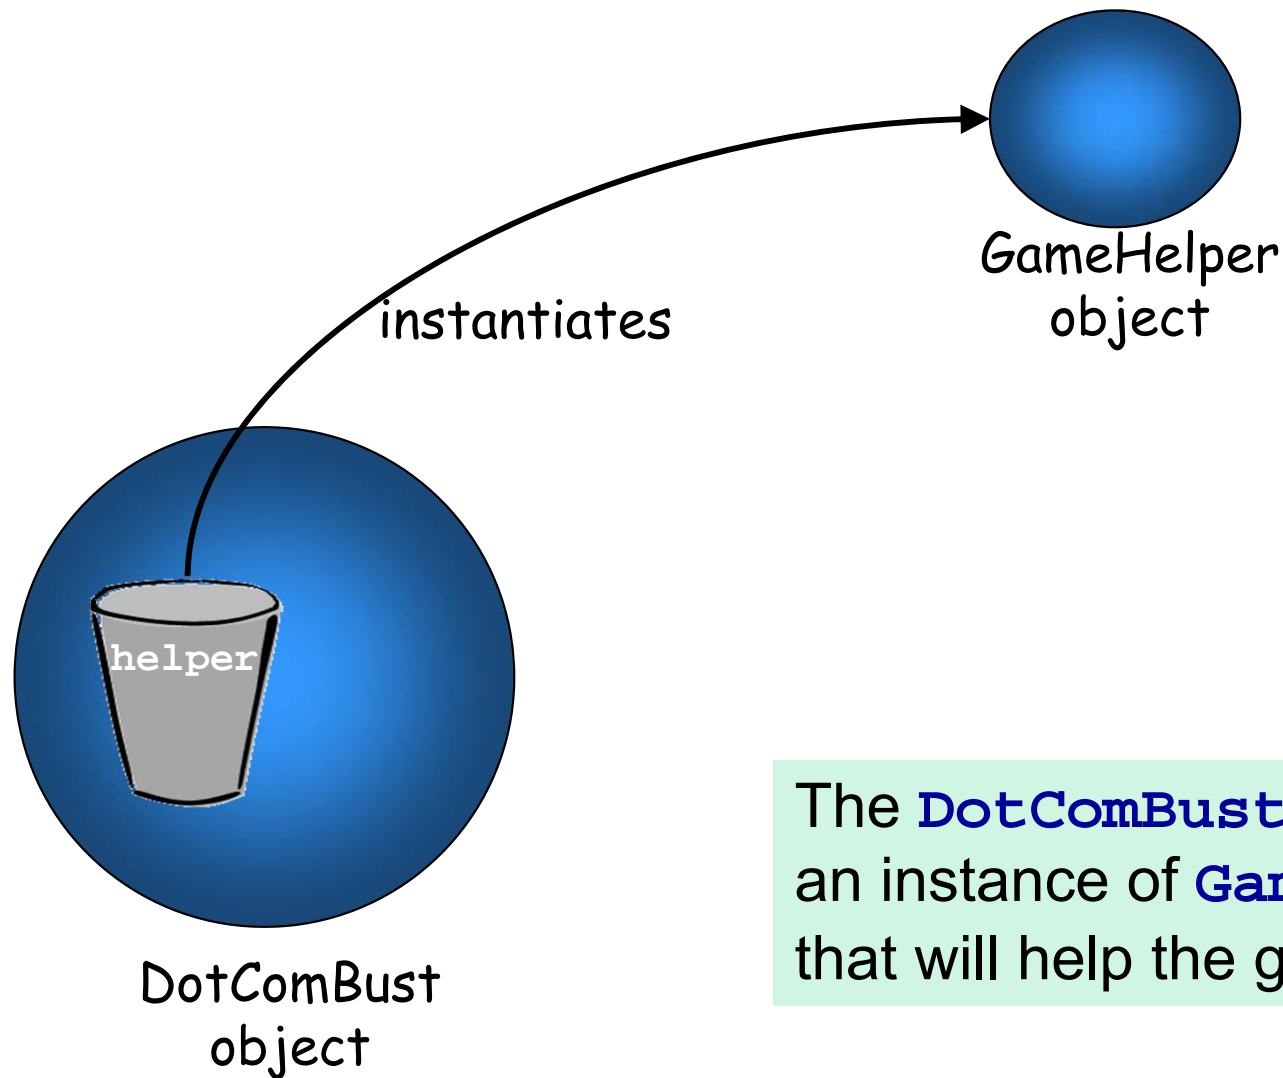 GameHelper
object
instantiates
helper
The DotComBust
an instance of
that will help the
DotComBust
object